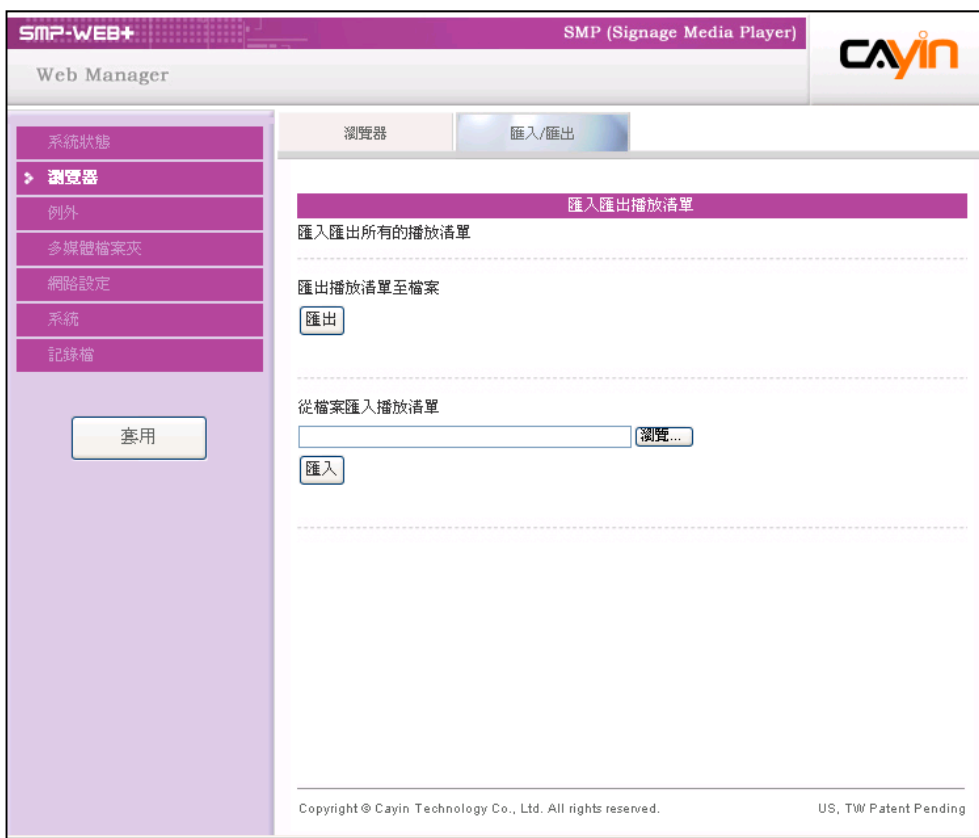 SMP-WEB+
SMP (Signage Media Player)
CAYIN
Web Manager
系統狀態
瀏覽器
例外
多媒體檔案夾
網路設定
系統
記錄檔
套用
瀏覽器
匯入/匯出
匯入匯出播放清單
匯入匯出所有的播放清單
匯出播放清單至檔案
匯出
從檔案匯入播放清單
瀏覽...
匯入
Copyright © Cayin Technology Co., Ltd. All rights reserved.
US, TW Patent Pending